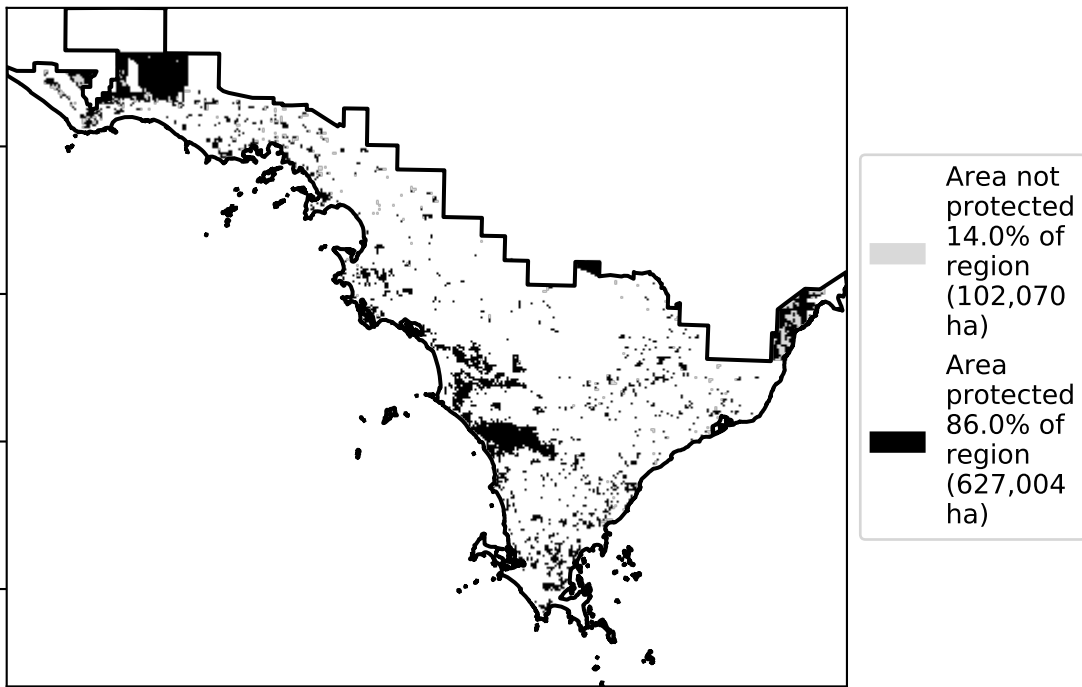 Area not
protected
14.0% of
region
(102,070
ha)
Area
protected
86.0% of
region
(627,004
ha)